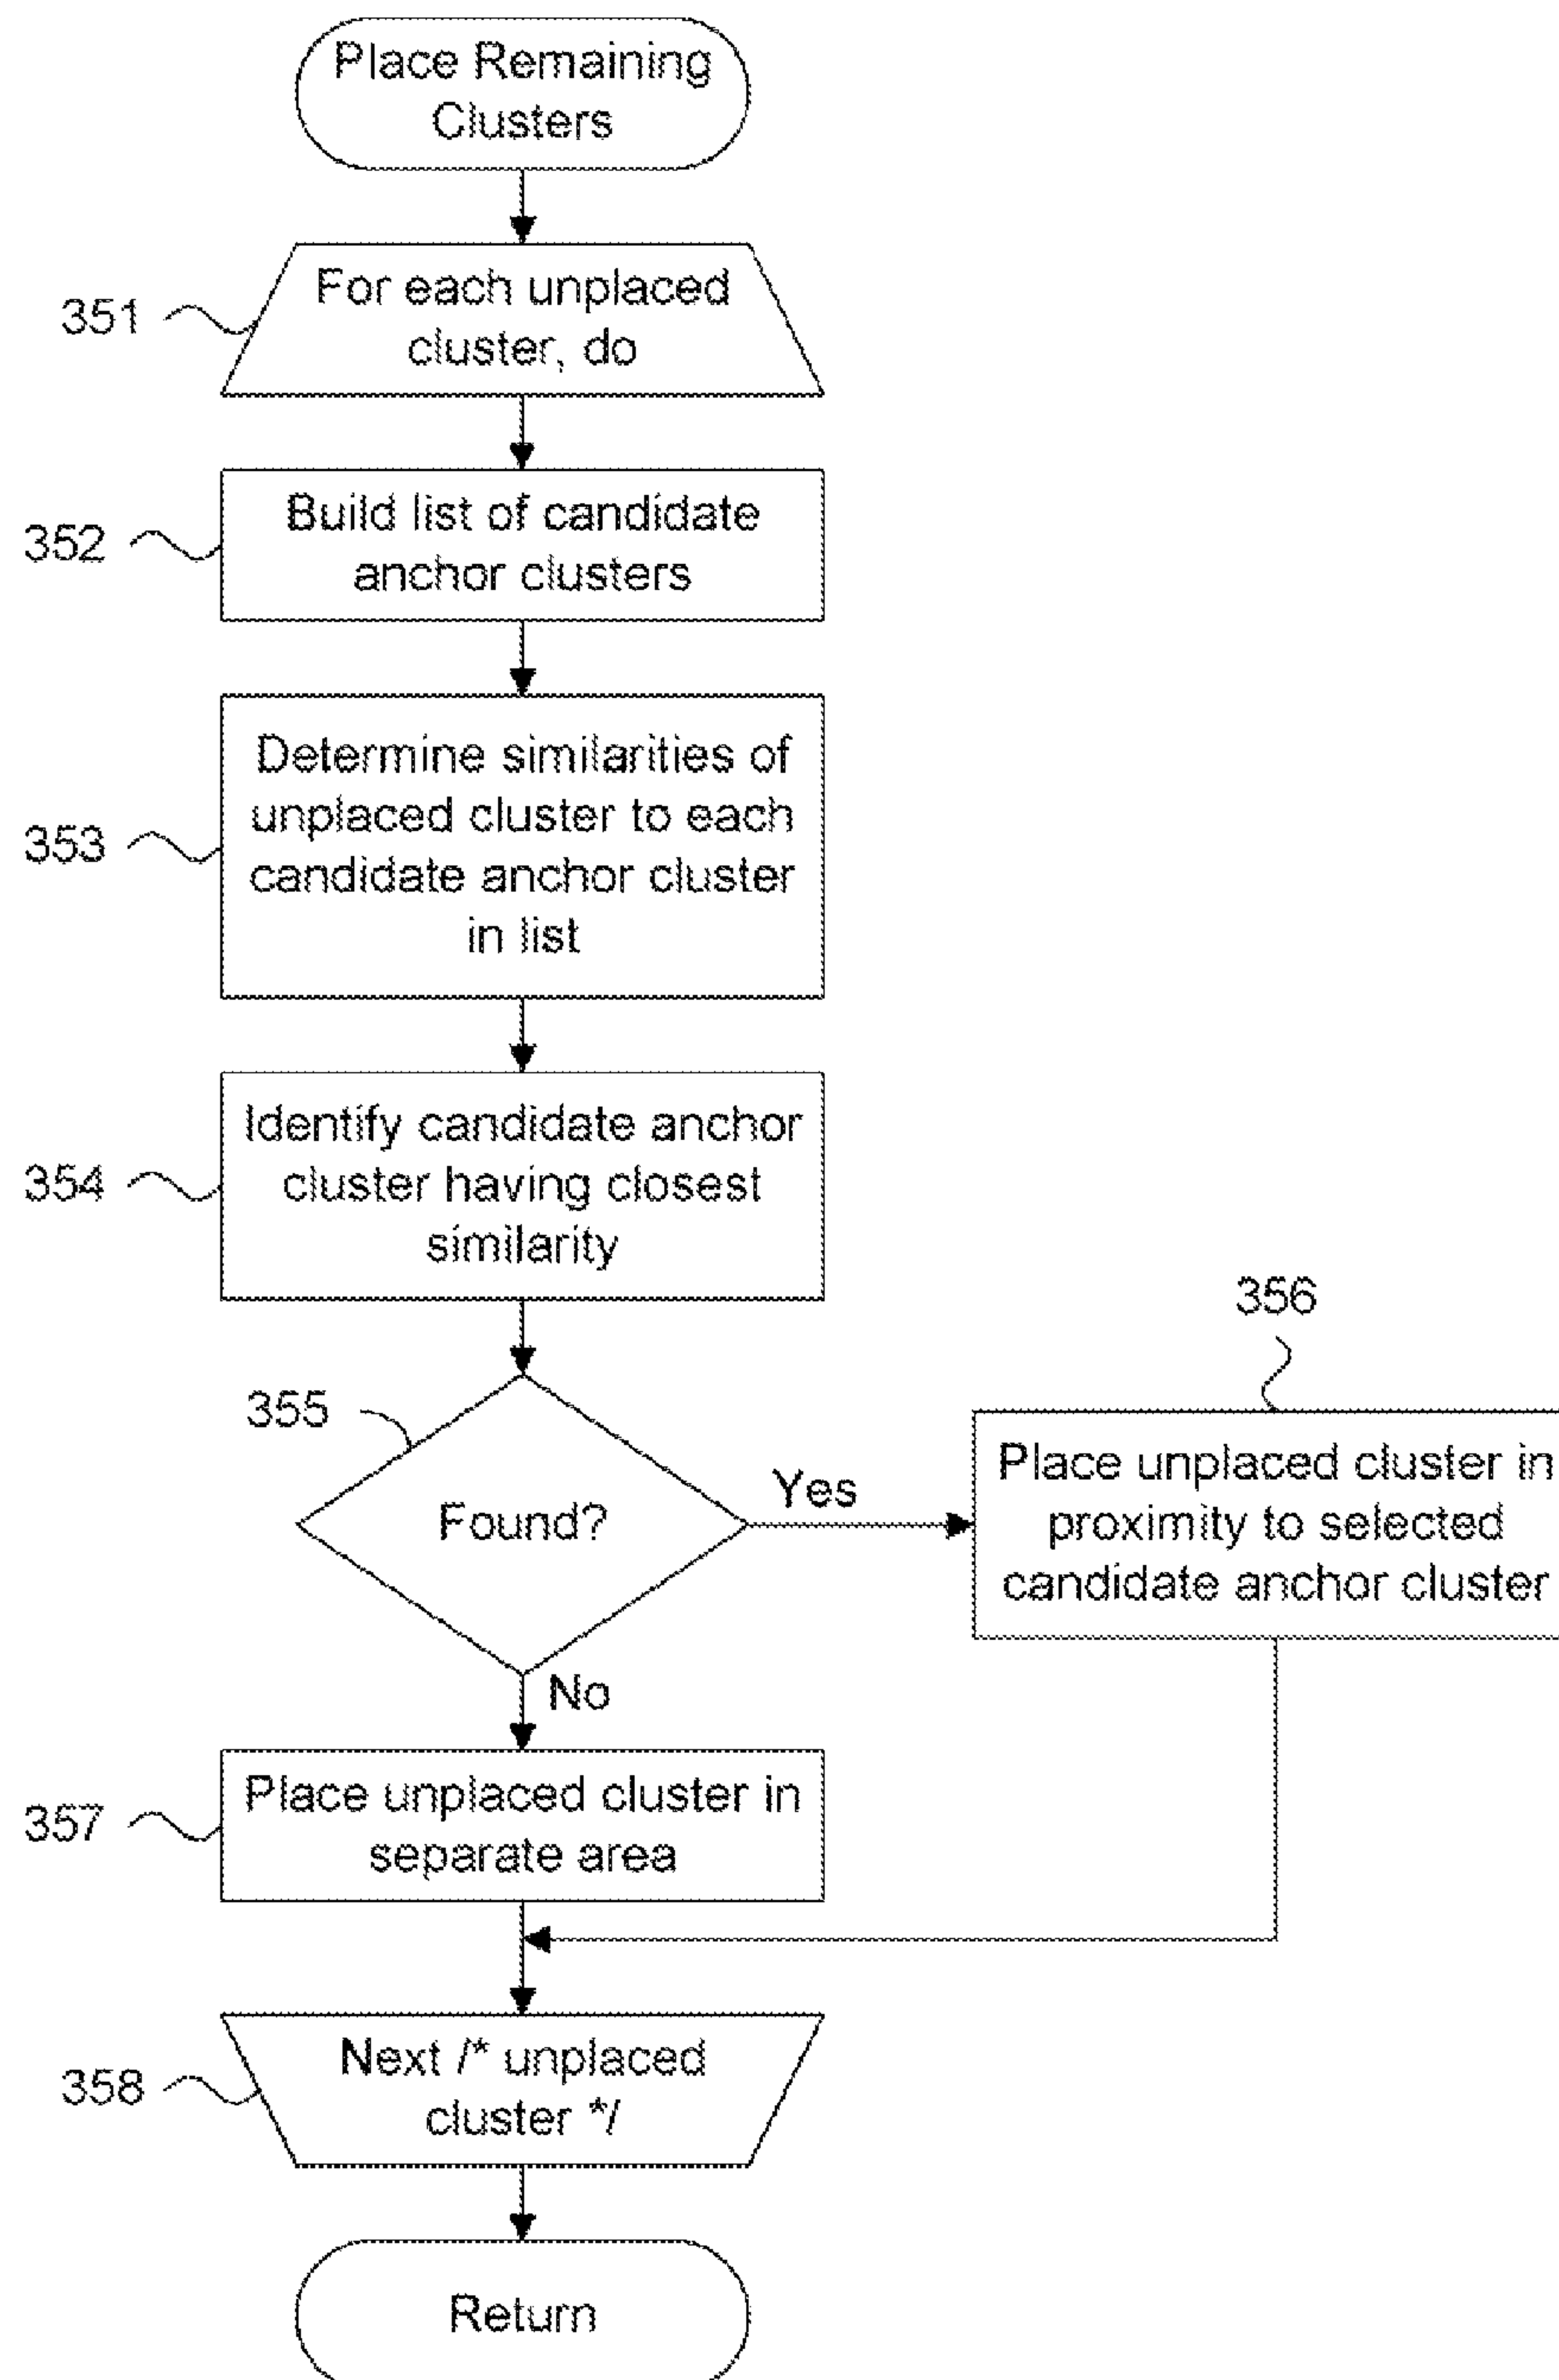 Place Remaining
Clusters
351
For each unplaced
cluster, do
352
Build list of candidate
anchor clusters
353
Determine similarities of
unplaced cluster to each
candidate anchor cluster
in list
354
Identify candidate anchor
cluster having closest
similarity
355
Found?
Yes
356
Place unplaced cluster in
proximity to selected
candidate anchor cluster
No
357
Place unplaced cluster in
separate area
358
Next /* unplaced
cluster */
Return